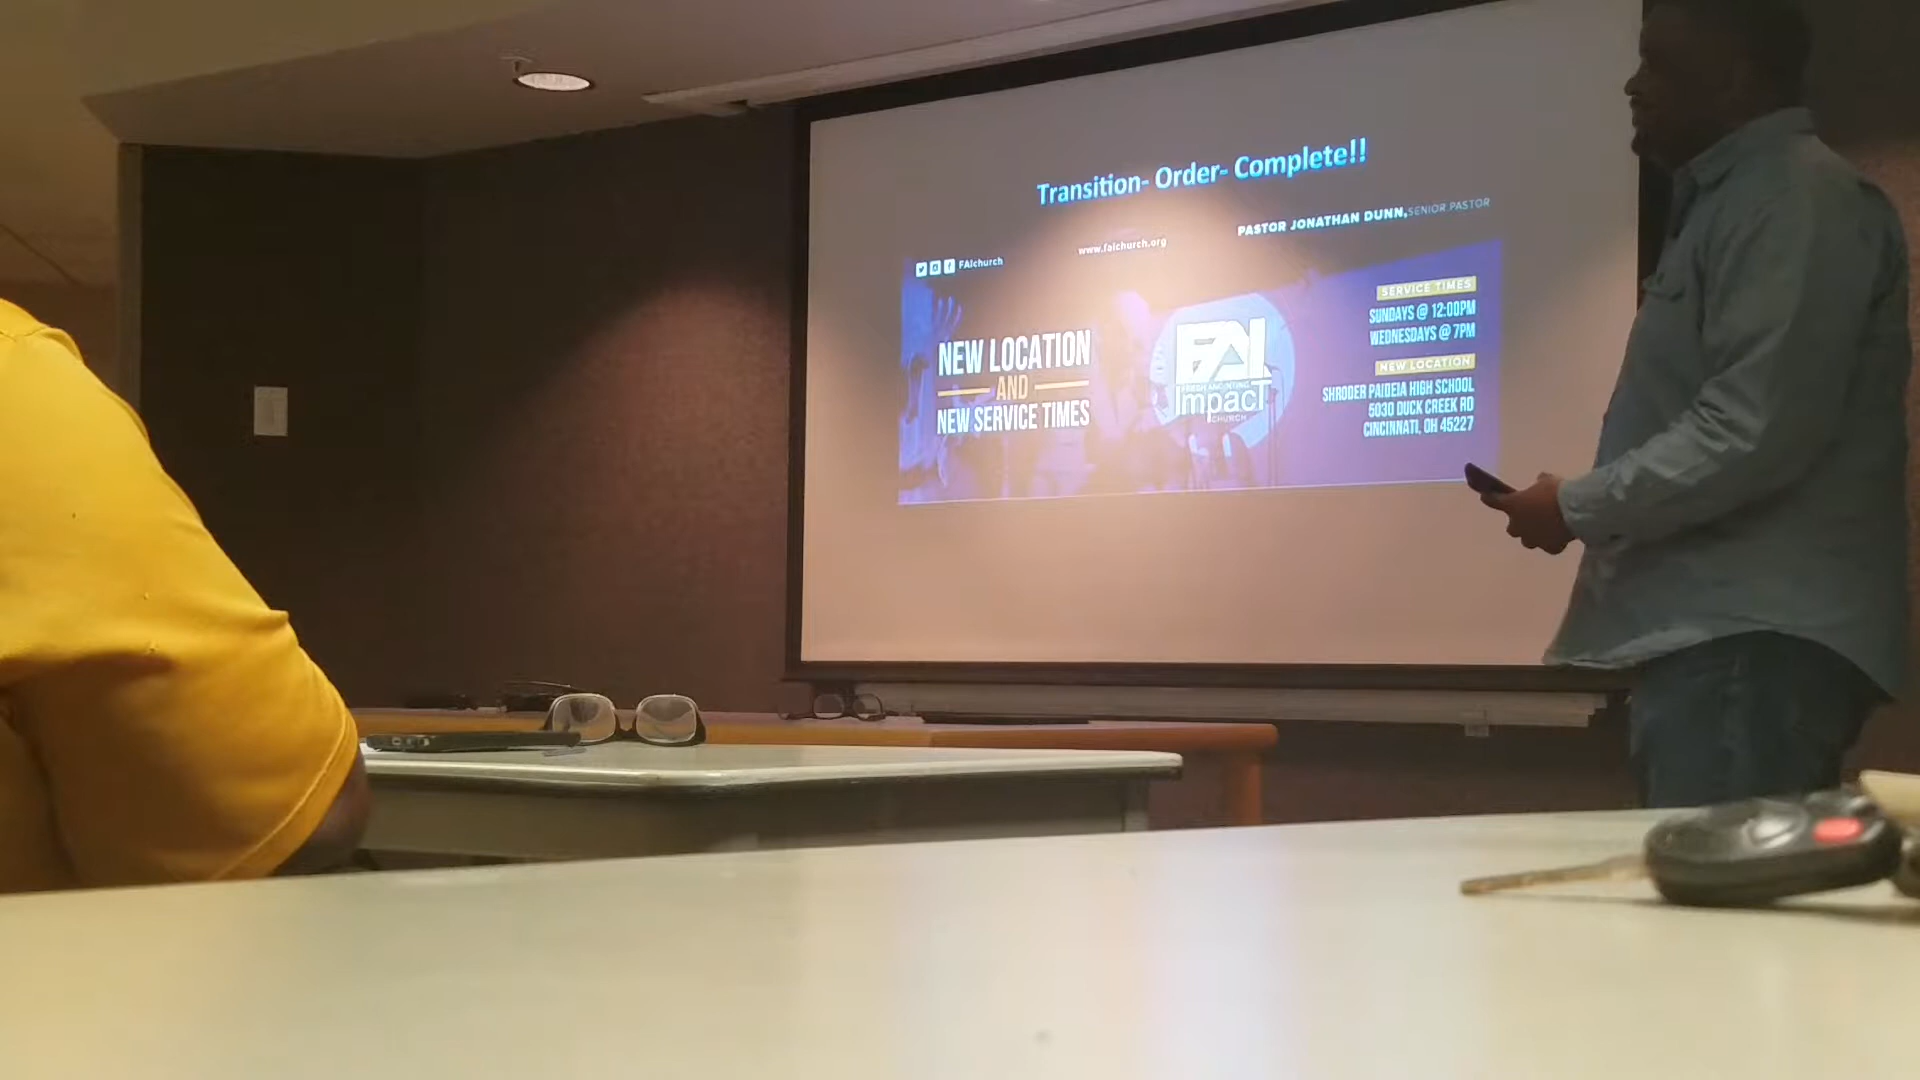 Transition- Order- Complete!!
PASTOR JONATHAN DUNN, SENIOR PASTOR
www.faichurch.org
FAIchurch
NEW LOCATION
AND
NEW SERVICE TIMES
FAI
FRESH ANOINTING
Impact
CHURCH
SERVICE TIMES
SUNDAYS @ 12:00PM
WEDNESDAYS @ 7PM
NEW LOCATION
SHRODER PAIDEIA HIGH SCHOOL
5030 DUCK CREEK RD
CINCINNATI, OH 45227